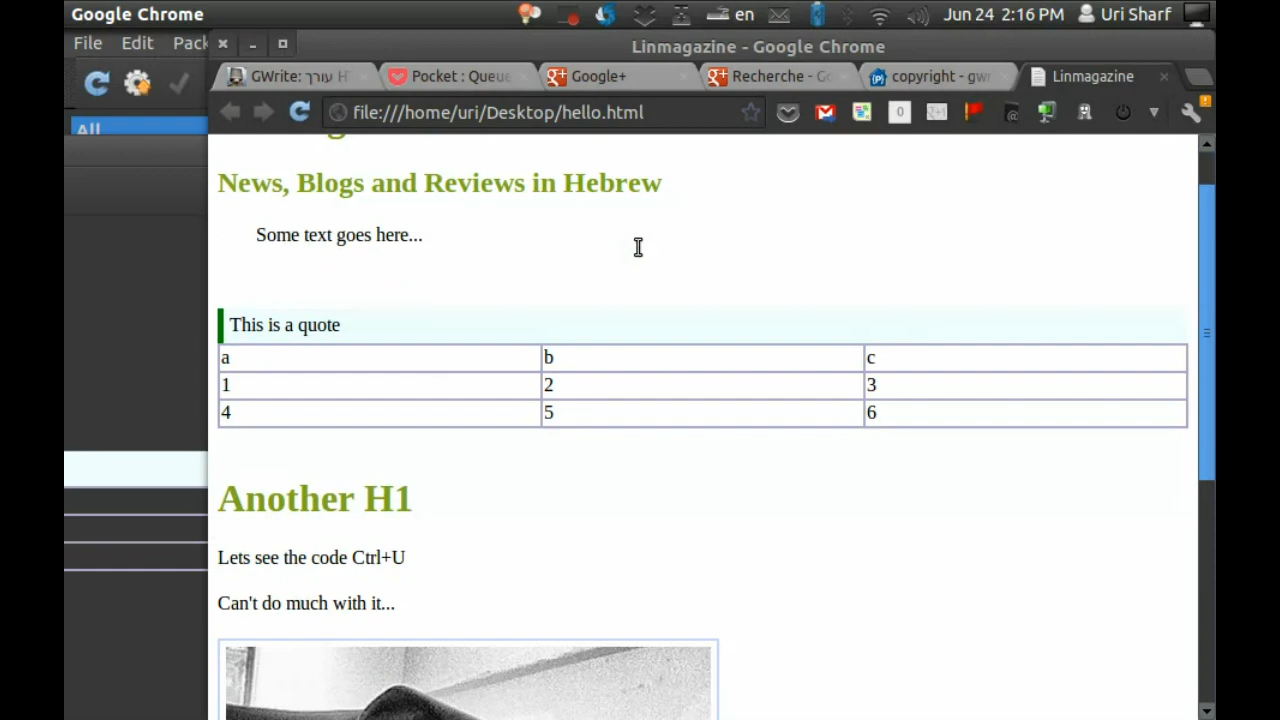 Google Chrome
en
Jun 24 2:16 PM
Uri Sharf
File Edit Pack
Linmagazine - Google Chrome
GWrite: עורך
Pocket : Queue
Google+
Recherche - Go
copyright - gwr
Linmagazine
file:///home/uri/Desktop/hello.html
0
All
News, Blogs and Reviews in Hebrew
Some text goes here...
This is a quote
a b c
1 2 3
4 5 6
Another H1
Lets see the code Ctrl+U
Can't do much with it...